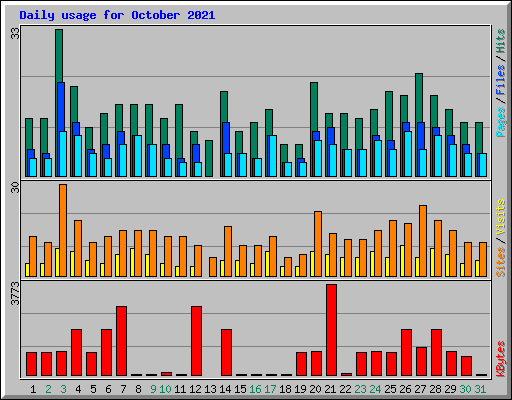 Daily usage for October 2021
33
Pages / Files / Hits
30
Sites / Visits
3773
KBytes
1 2 3 4 5 6 7 8 9 10 11 12 13 14 15 16 17 18 19 20 21 22 23 24 25 26 27 28 29 30 31